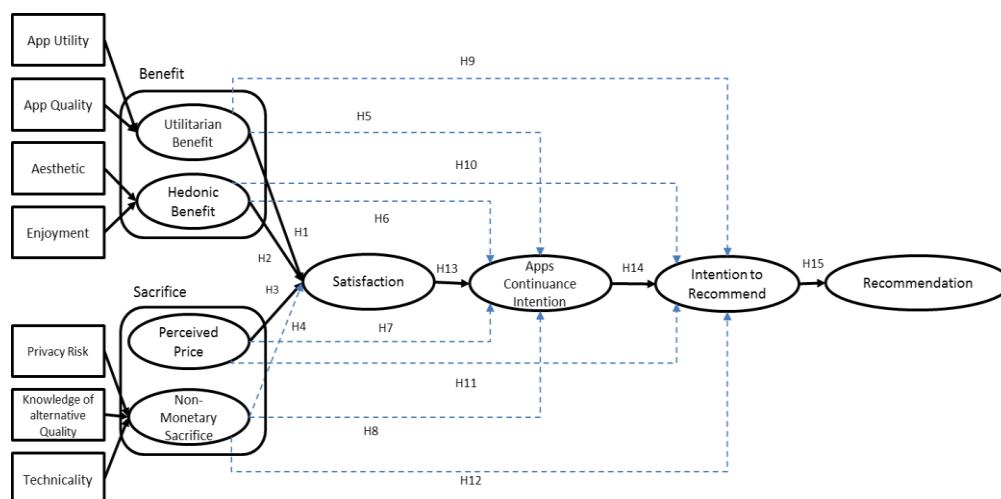 App Utility
App Quality
Aesthetic
Enjoyment
Benefit
Utilitarian
Benefit
Hedonic
Benefit
H9
H5
H10
H6
H1
H2
H3
H4
Satisfaction
H13
Apps
Continuance
Intention
H14
Intention to
Recommend
H15
Recommendation
Sacrifice
Perceived
Price
Non-
Monetary
Sacrifice
H7
H11
H8
H12
Privacy Risk
Knowledge of
alternative
Quality
Technicality